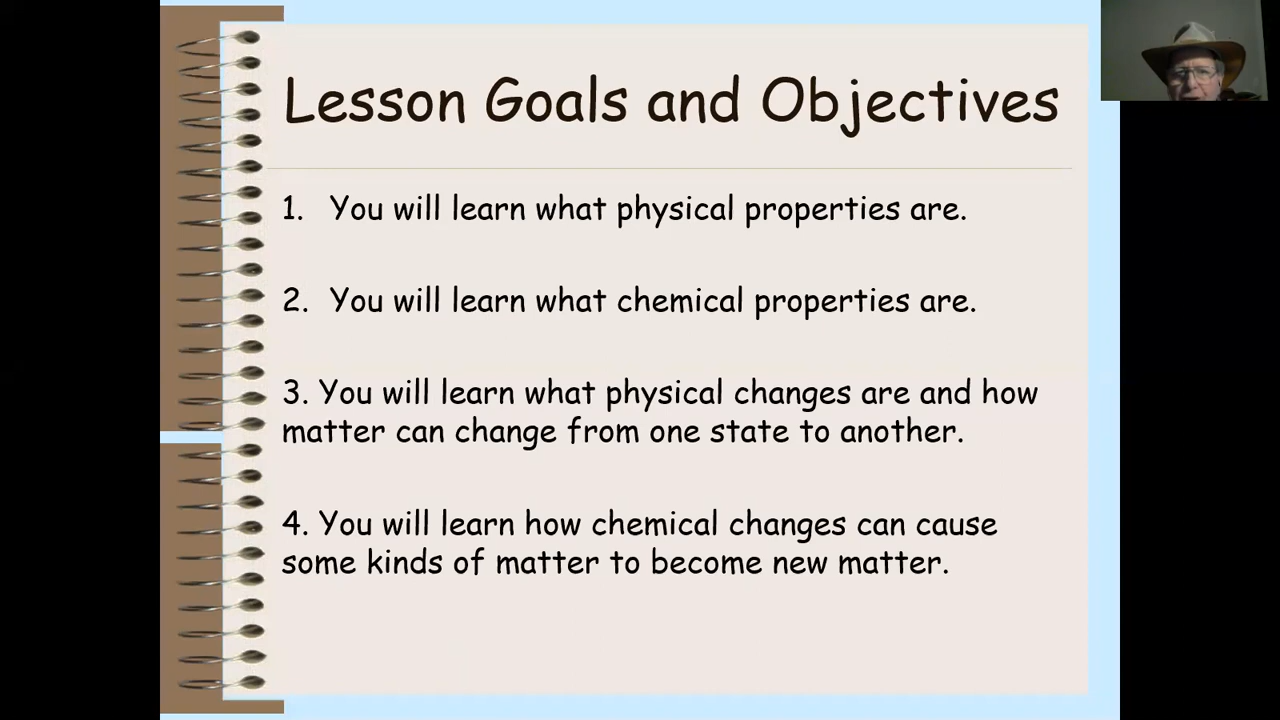 Lesson Goals and Objectives
1. You will learn what physical properties are.
2. You will learn what chemical properties are.
3. You will learn what physical changes are and how
matter can change from one state to another.
4. You will learn how chemical changes can cause
some kinds of matter to become new matter.